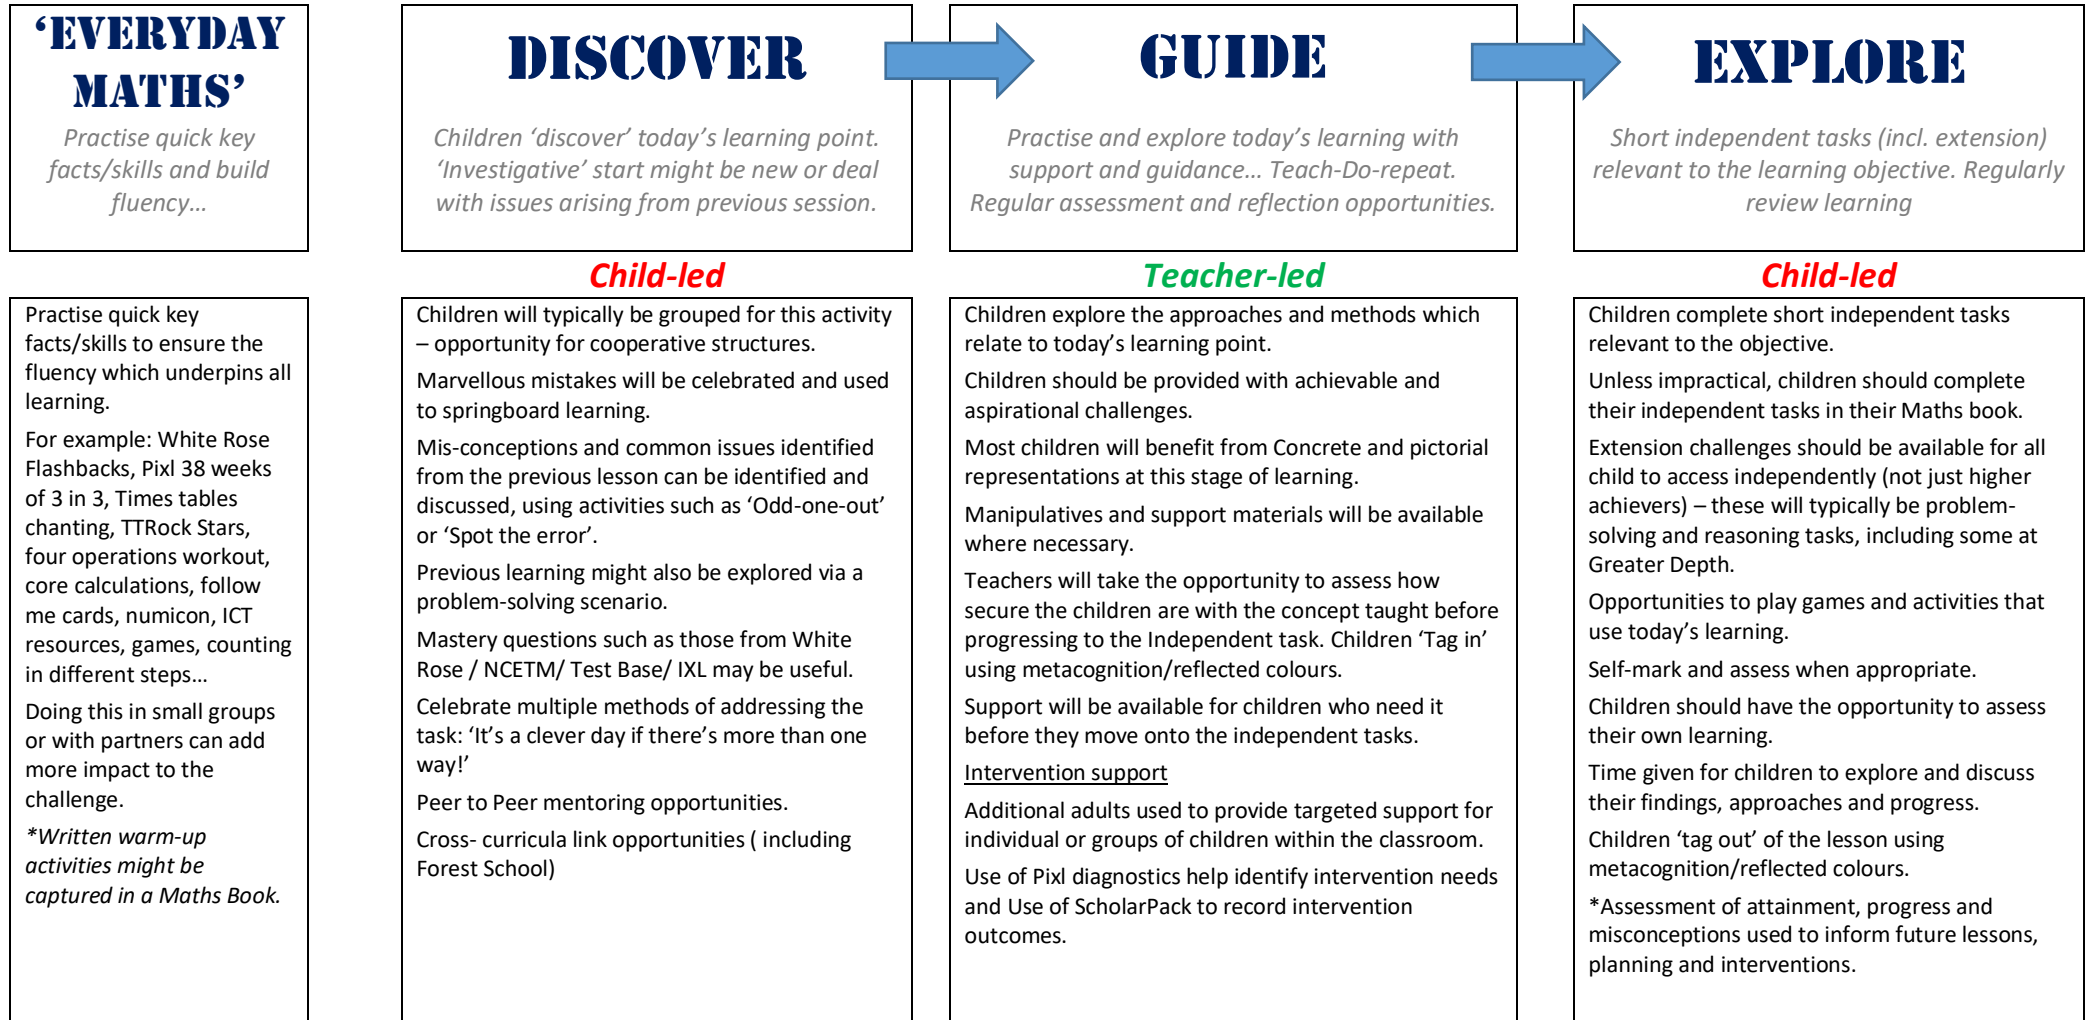 ‘EVERYDAY
MATHS’
Practise quick key
facts/skills and build
fluency…
DISCOVER
Children ‘discover’ today’s learning point.
‘Investigative’ start might be new or deal
with issues arising from previous session.
GUIDE
Practise and explore today’s learning with
support and guidance… Teach-Do-repeat.
Regular assessment and reflection opportunities.
EXPLORE
Short independent tasks (incl. extension)
relevant to the learning objective. Regularly
review learning
Child-led
Teacher-led
Child-led
Practise quick key
facts/skills to ensure the
fluency which underpins all
learning.
For example: White Rose
Flashbacks, Pixl 38 weeks
of 3 in 3, Times tables
chanting, TTRock Stars,
four operations workout,
core calculations, follow
me cards, numicon, ICT
resources, games, counting
in different steps…
Doing this in small groups
or with partners can add
more impact to the
challenge.
*Written warm-up
activities might be
captured in a Maths Book.
Children will typically be grouped for this activity
– opportunity for cooperative structures.
Marvellous mistakes will be celebrated and used
to springboard learning.
Mis-conceptions and common issues identified
from the previous lesson can be identified and
discussed, using activities such as ‘Odd-one-out’
or ‘Spot the error’.
Previous learning might also be explored via a
problem-solving scenario.
Mastery questions such as those from White
Rose / NCETM/ Test Base/ IXL may be useful.
Celebrate multiple methods of addressing the
task: ‘It’s a clever day if there’s more than one
way!’
Peer to Peer mentoring opportunities.
Cross- curricula link opportunities ( including
Forest School)
Children explore the approaches and methods which
relate to today’s learning point.
Children should be provided with achievable and
aspirational challenges.
Most children will benefit from Concrete and pictorial
representations at this stage of learning.
Manipulatives and support materials will be available
where necessary.
Teachers will take the opportunity to assess how
secure the children are with the concept taught before
progressing to the Independent task. Children ‘Tag in’
using metacognition/reflected colours.
Support will be available for children who need it
before they move onto the independent tasks.
Intervention support
Additional adults used to provide targeted support for
individual or groups of children within the classroom.
Use of Pixl diagnostics help identify intervention needs
and Use of ScholarPack to record intervention
outcomes.
Children complete short independent tasks
relevant to the objective.
Unless impractical, children should complete
their independent tasks in their Maths book.
Extension challenges should be available for all
child to access independently (not just higher
achievers) – these will typically be problem-
solving and reasoning tasks, including some at
Greater Depth.
Opportunities to play games and activities that
use today’s learning.
Self-mark and assess when appropriate.
Children should have the opportunity to assess
their own learning.
Time given for children to explore and discuss
their findings, approaches and progress.
Children ‘tag out’ of the lesson using
metacognition/reflected colours.
*Assessment of attainment, progress and
misconceptions used to inform future lessons,
planning and interventions.